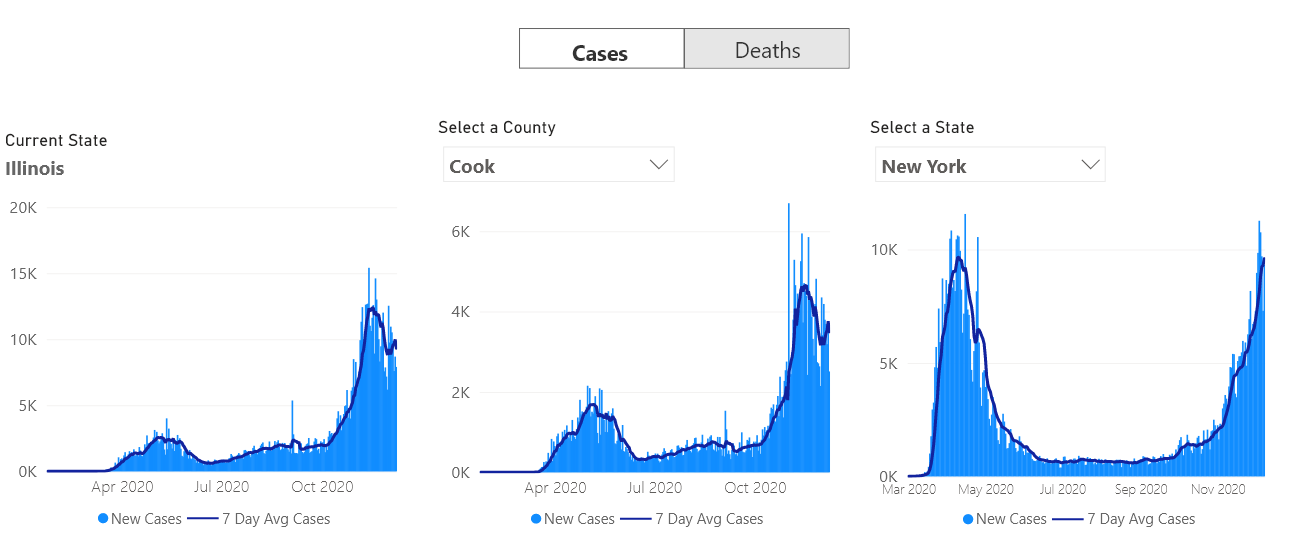 Cases
Deaths
Current State
Illinois
20K
15K
10K
5K
0K
Apr 2020
Jul 2020
Oct 2020
New Cases
7 Day Avg Cases
Select a County
Cook
6K
4K
2K
0K
Apr 2020
Jul 2020
Oct 2020
New Cases
7 Day Avg Cases
Select a State
New York
10K
5K
0K
Mar 2020
May 2020
Jul 2020
Sep 2020
Nov 2020
New Cases
7 Day Avg Cases